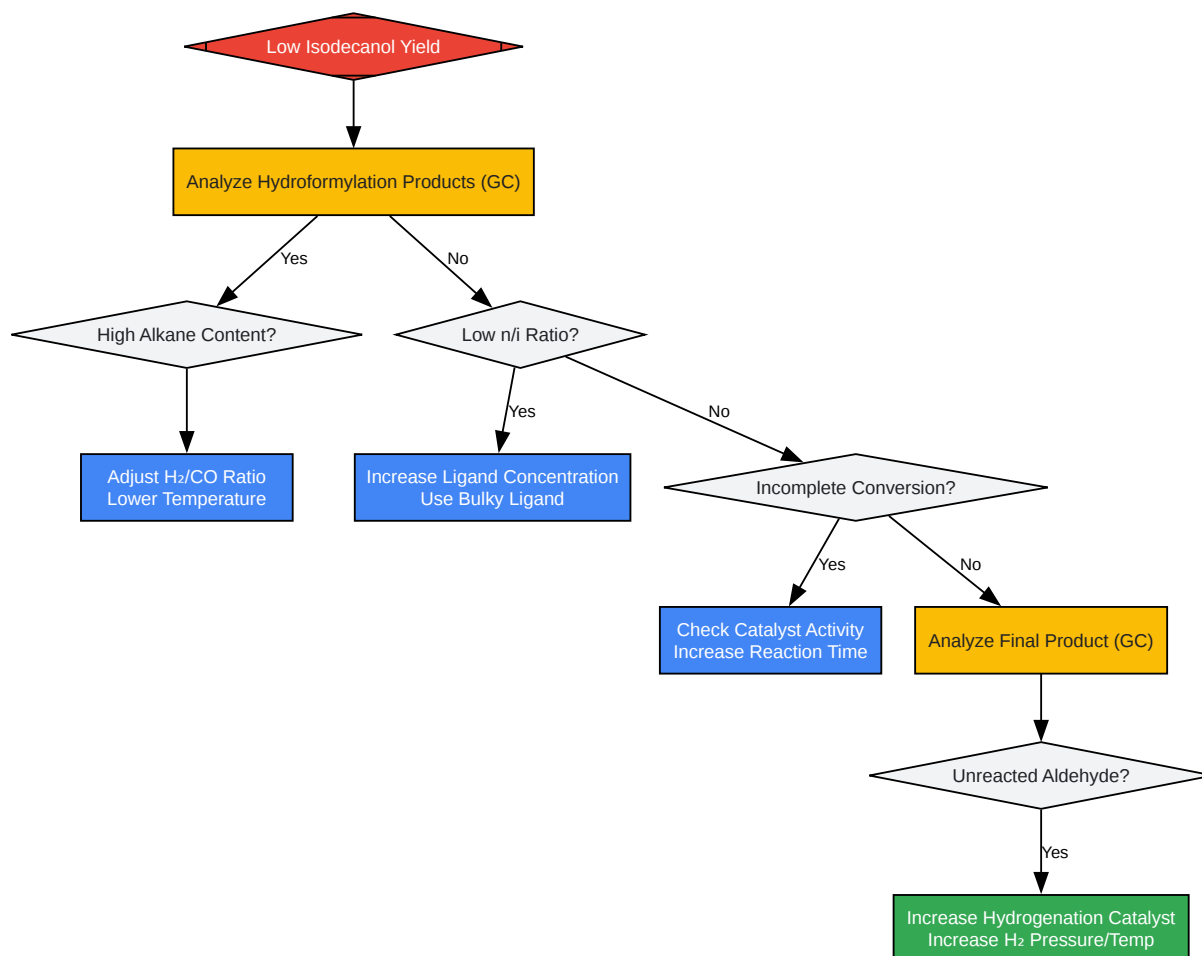 Low Isodecanol Yield
Analyze Hydroformylation Products (GC)
Yes
No
High Alkane Content?
Low n/i Ratio?
Yes
No
Adjust H₂/CO Ratio
Lower Temperature
Increase Ligand Concentration
Use Bulky Ligand
Incomplete Conversion?
Yes
No
Check Catalyst Activity
Increase Reaction Time
Analyze Final Product (GC)
Unreacted Aldehyde?
Yes
Increase Hydrogenation Catalyst
Increase H₂ Pressure/Temp